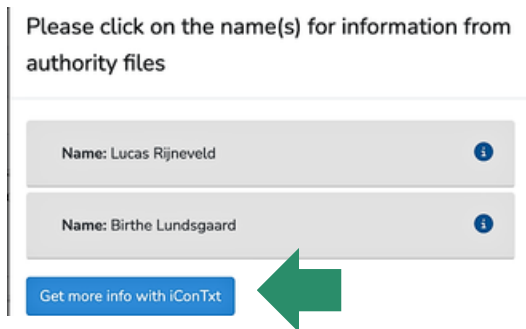 Please click on the name(s) for information from
authority files
Name: Lucas Rijneveld
Name: Birthe Lundsgaard
Get more info with iConTxt